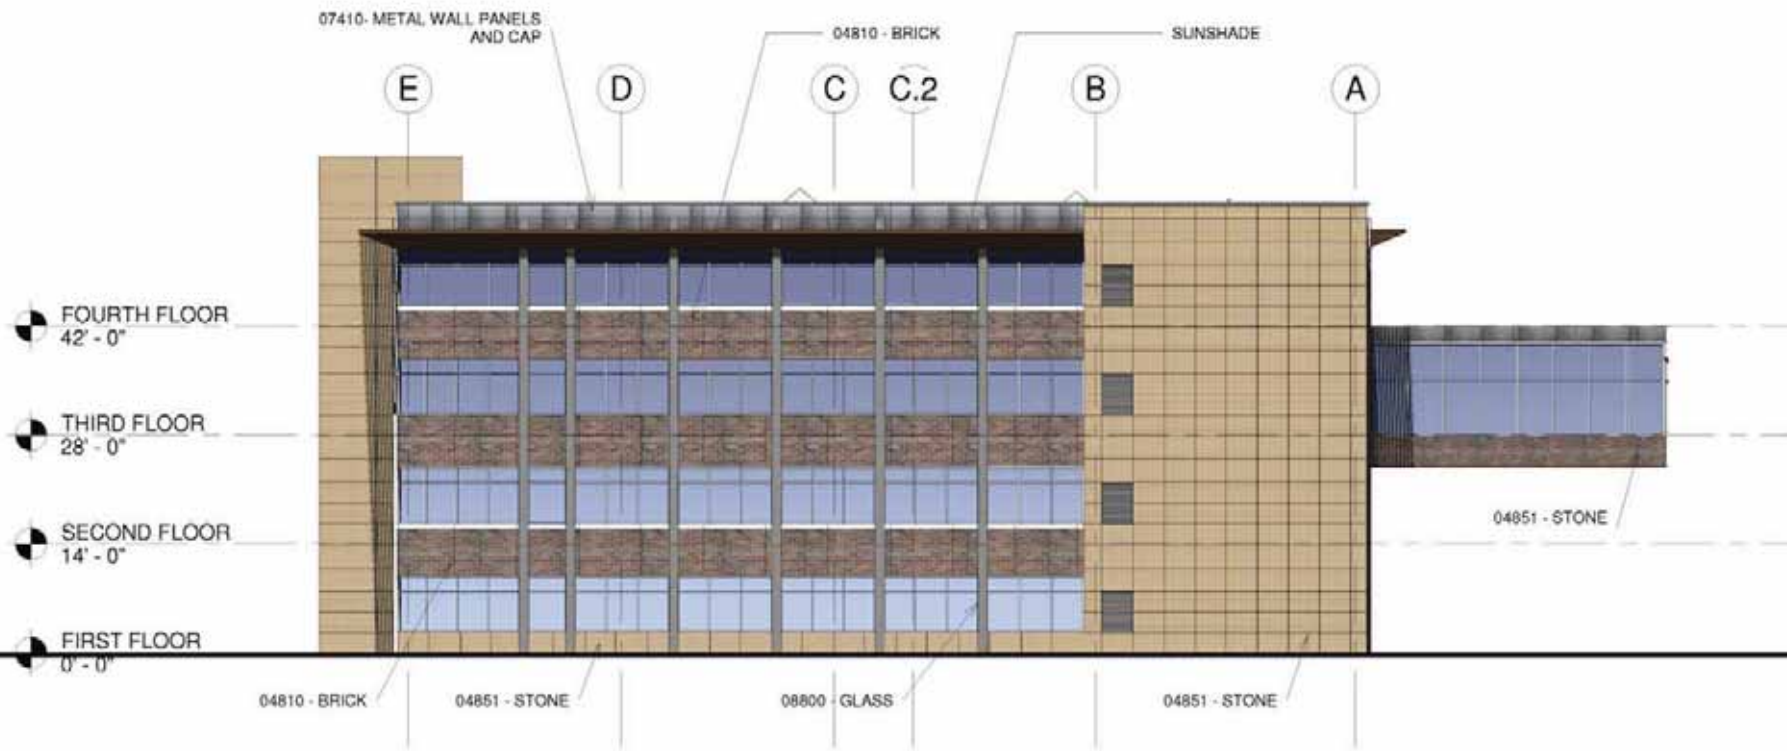 07410- METAL WALL PANELS
AND CAP
04810 - BRICK
SUNSHADE
E
D
C
C.2
B
A
FOURTH FLOOR
42' - 0"
THIRD FLOOR
28' - 0"
SECOND FLOOR
14' - 0"
FIRST FLOOR
0' - 0"
04851 - STONE
04810 - BRICK
04851 - STONE
08800 - GLASS
04851 - STONE